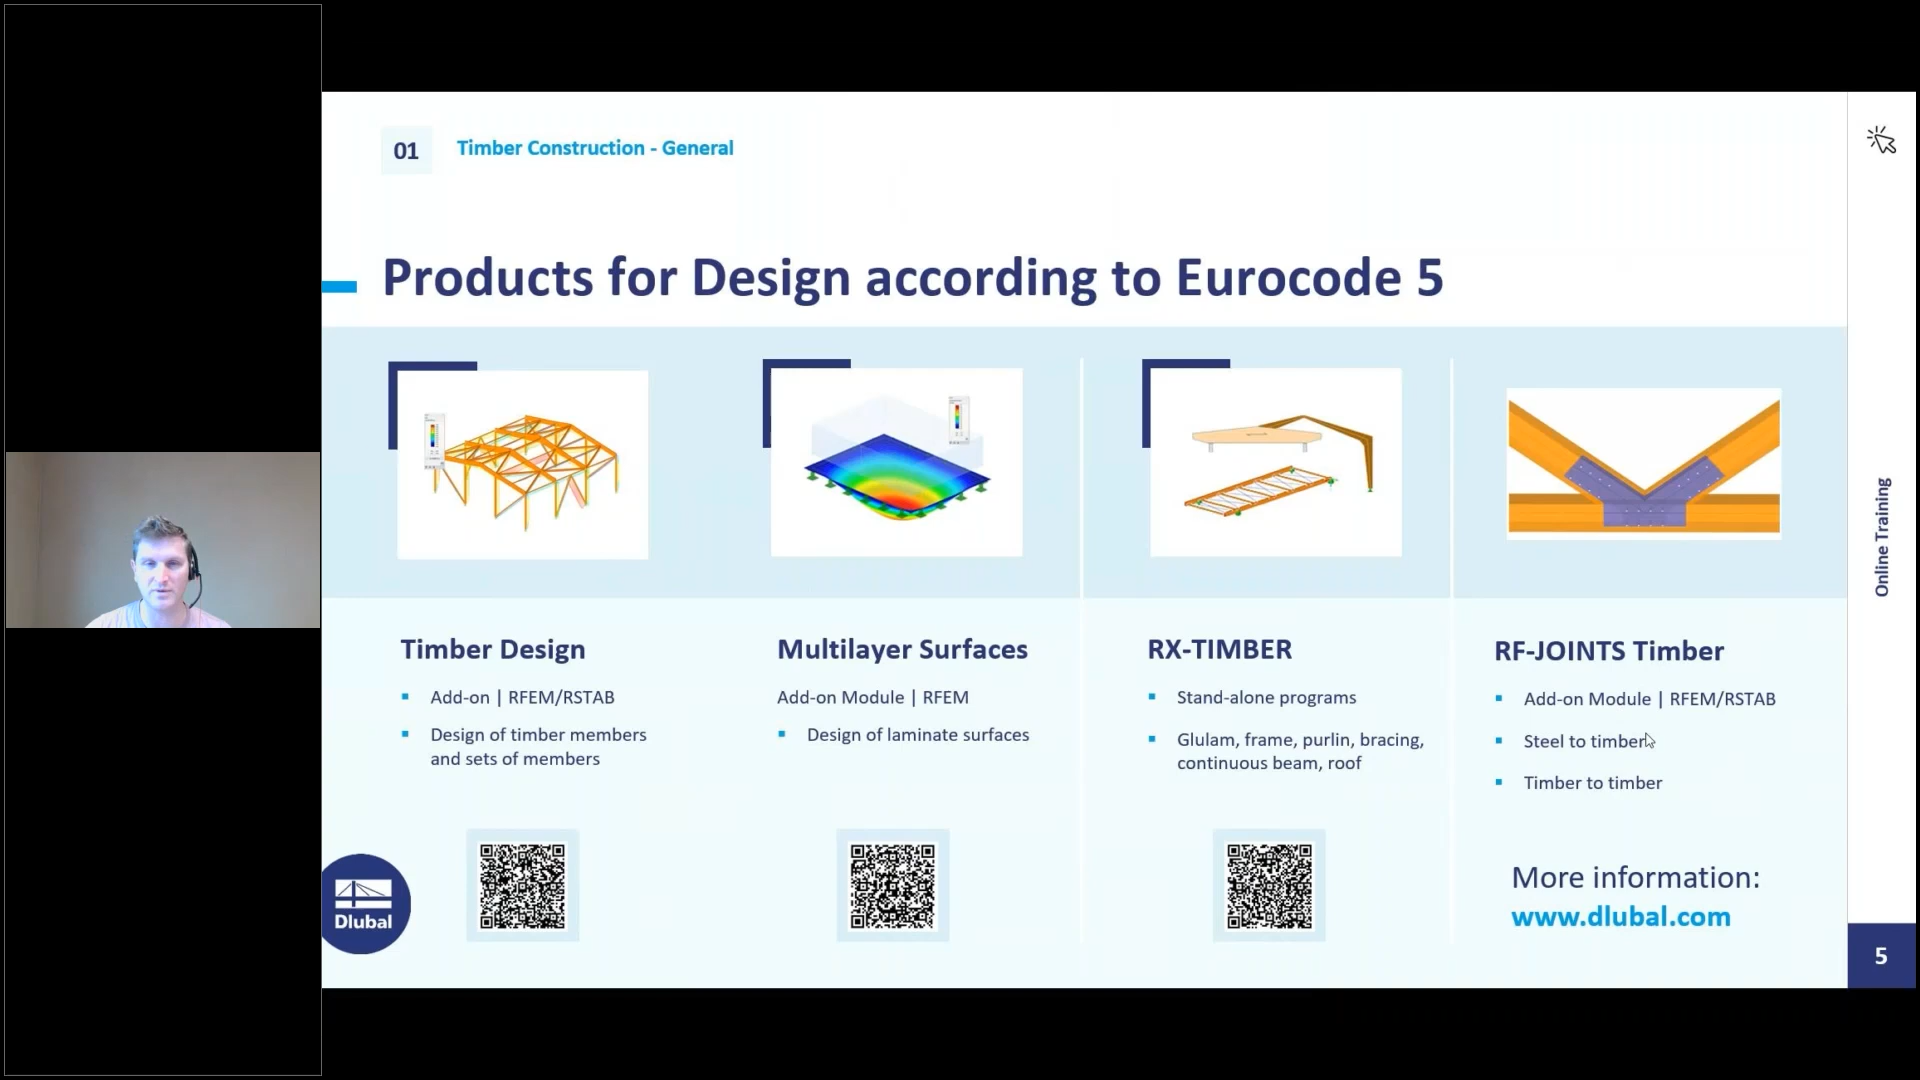 01
Timber Construction - General
Products for Design according to Eurocode 5
Timber Design
Add-on | RFEM/RSTAB
Design of timber members
and sets of members
Multilayer Surfaces
Add-on Module | RFEM
Design of laminate surfaces
RX-TIMBER
Stand-alone programs
Glulam, frame, purlin, bracing,
continuous beam, roof
RF-JOINTS Timber
Add-on Module | RFEM/RSTAB
Steel to timber
Timber to timber
More information:
www.dlubal.com
Dlubal
Online Training
5